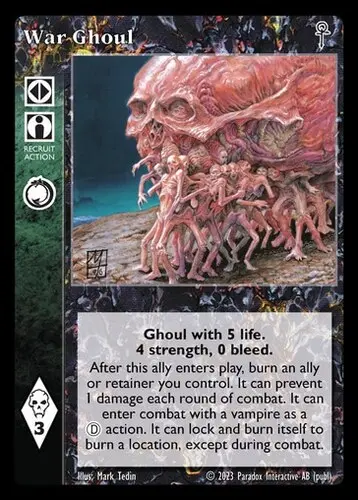 War Ghoul
RECRUIT
ACTION
Ghoul with 5 life.
4 strength, 0 bleed.
After this ally enters play, burn an ally
or retainer you control. It can prevent
1 damage each round of combat. It can
enter combat with a vampire as a
Ⓓ action. It can lock and burn itself to
burn a location, except during combat.
3
Illus: Mark Tedin © 2023 Paradox Interactive AB (publ)